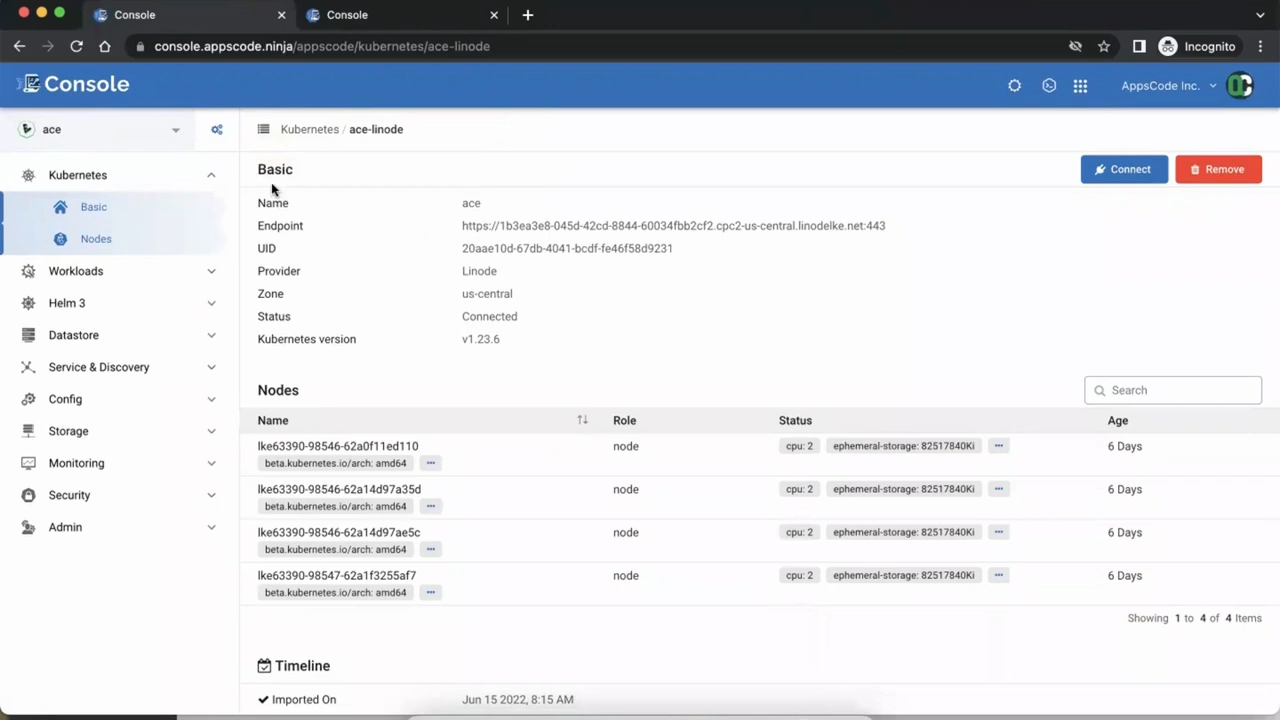 Console
Console
console.appscode.ninja/appscode/kubernetes/ace-linode
Incognito
Console
AppsCode Inc.
ace
Kubernetes / ace-linode
Kubernetes
Basic
Nodes
Workloads
Helm 3
Datastore
Service & Discovery
Config
Storage
Monitoring
Security
Admin
Basic
Connect
Remove
Name ace
Endpoint https://1b3ea3e8-045d-42cd-8844-60034fbb2cf2.cpc2-us-central.linodelke.net:443
UID 20aae10d-67db-4041-bcdf-fe46f58d9231
Provider Linode
Zone us-central
Status Connected
Kubernetes version v1.23.6
Nodes
Search
Name Role Status Age
lke63390-98546-62a0f11ed110 node cpu: 2 ephemeral-storage: 82517840Ki ••• 6 Days
beta.kubernetes.io/arch: amd64 •••
lke63390-98546-62a14d97a35d node cpu: 2 ephemeral-storage: 82517840Ki ••• 6 Days
beta.kubernetes.io/arch: amd64 •••
lke63390-98546-62a14d97ae5c node cpu: 2 ephemeral-storage: 82517840Ki ••• 6 Days
beta.kubernetes.io/arch: amd64 •••
lke63390-98547-62a1f3255af7 node cpu: 2 ephemeral-storage: 82517840Ki ••• 6 Days
beta.kubernetes.io/arch: amd64 •••
Showing 1 to 4 of 4 Items
Timeline
Imported On Jun 15 2022, 8:15 AM